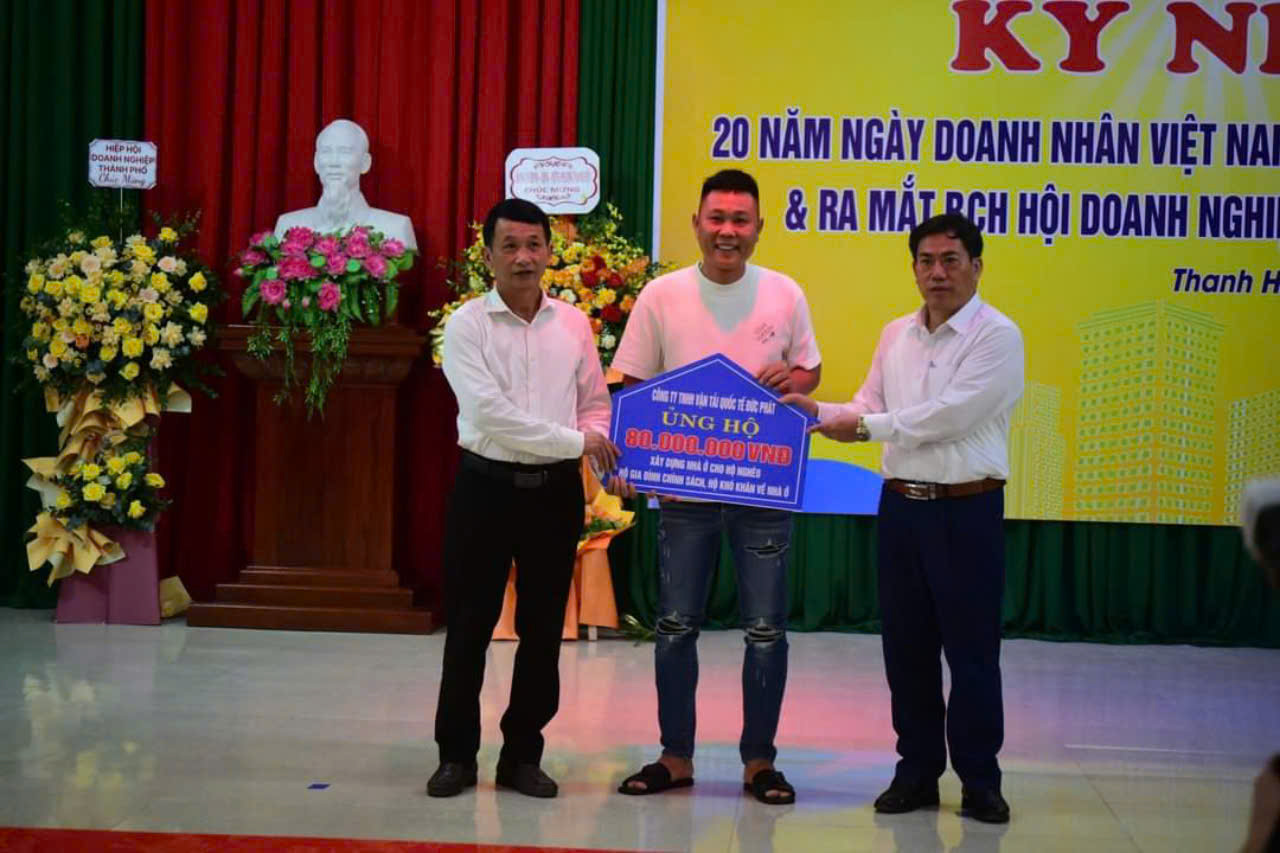 KỶ NI
20 NĂM NGÀY DOANH NHÂN VIỆT NA
& RA MẮT BCH HỘI DOANH NGHI
Thanh H
HIỆP HỘI
DOANH NGHIỆP
THÀNH PHỐ
Chúc Mừng
CHÚC MỪNG
CÔNG TY TNHH VẬN TẢI QUỐC TẾ ĐỨC PHÁT
ỦNG HỘ
80.000.000 VNĐ
XÂY DỰNG NHÀ Ở CHO HỘ NGHÈO
HỘ GIA ĐÌNH CHÍNH SÁCH, HỘ KHÓ KHĂN VỀ NHÀ Ở